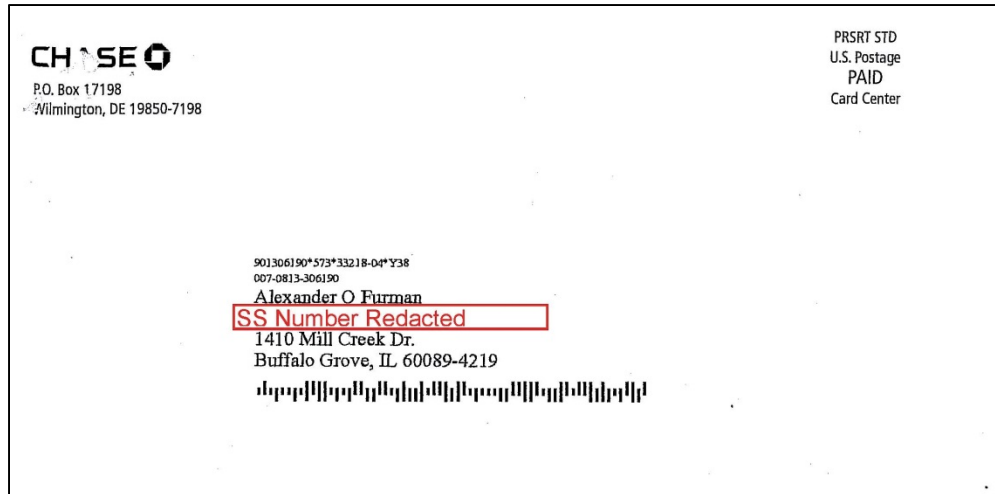 CHASE
P.O. Box 17198
Wilmington, DE 19850-7198
PRSRT STD
U.S. Postage
PAID
Card Center
901306190*573*33218-04*Y38
007-0813-306190
Alexander O Furman
SS Number Redacted
1410 Mill Creek Dr.
Buffalo Grove, IL 60089-4219